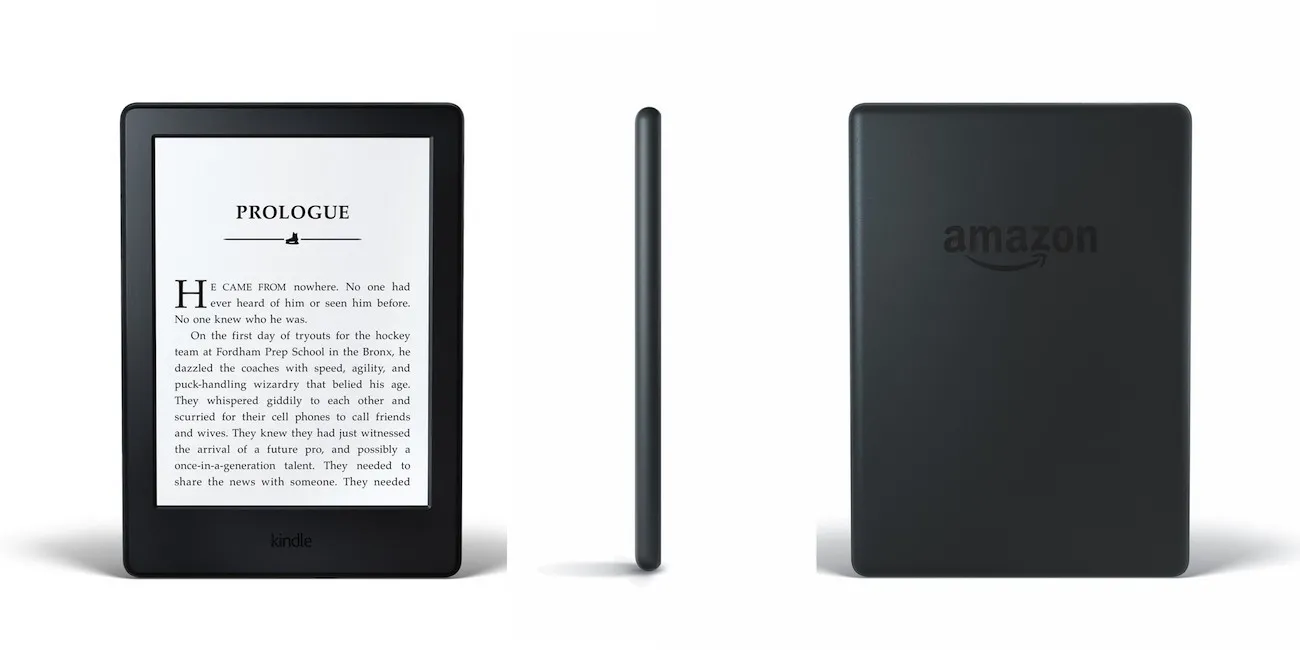 PROLOGUE
HE CAME FROM nowhere. No one had
ever heard of him or seen him before.
No one knew who he was.
On the first day of tryouts for the hockey
team at Fordham Prep School in the Bronx, he
dazzled the coaches with speed, agility, and
puck-handling wizardry that belied his age.
They whispered giddily to each other and
scurried for their cell phones to call friends
and wives. They knew they had just witnessed
the arrival of a future pro, and possibly a
once-in-a-generation talent. They needed to
share the news with someone. They needed
kindle
amazon